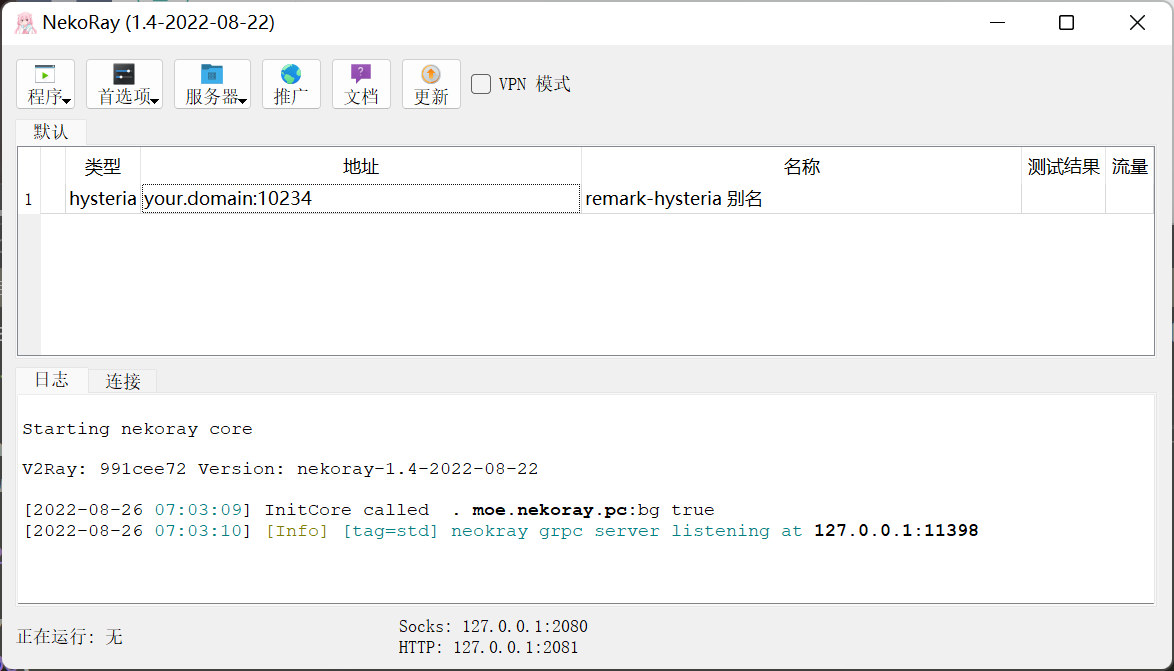 NekoRay (1.4-2022-08-22)
程序 首选项 服务器 推广 文档 更新 VPN 模式
默认
类型 地址 名称 测试结果 流量
1 hysteria your.domain:10234 remark-hysteria 别名
日志 连接
Starting nekoray core
V2Ray: 991cee72 Version: nekoray-1.4-2022-08-22
[2022-08-26 07:03:09] InitCore called . moe.nekoray.pc:bg true
[2022-08-26 07:03:10] [Info] [tag=std] neokray grpc server listening at 127.0.0.1:11398
正在运行: 无
Socks: 127.0.0.1:2080
HTTP: 127.0.0.1:2081